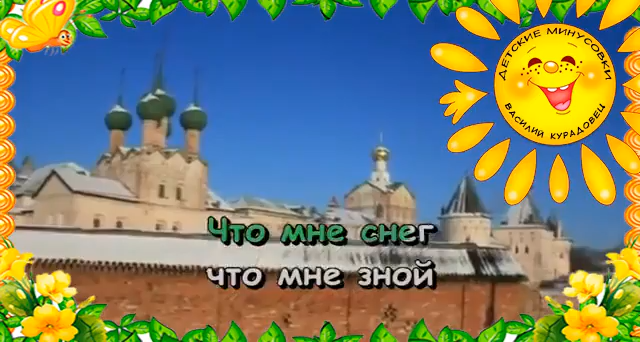 ДЕТСКИЕ МИНУСОВКИ
ВАСИЛИЙ КУРАДОВЕЦ
Что мне снег
что мне зной